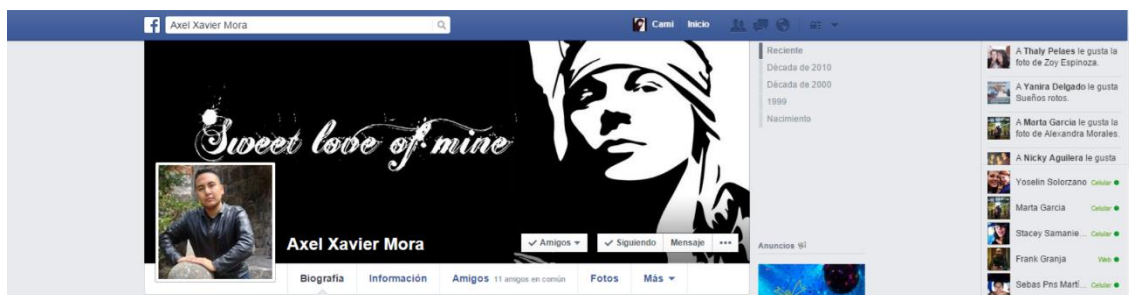 Axel Xavier Mora
Cami Inicio
Sweet love of mine
Axel Xavier Mora
Amigos
Siguiendo
Mensaje
Biografía Información Amigos 11 amigos en común Fotos Más
Reciente
Década de 2010
Década de 2000
1999
Nacimiento
Anuncios
A Thaly Pelaes le gusta la
foto de Zoy Espinoza.
A Yanira Delgado le gusta
Sueños rotos.
A Marta Garcia le gusta la
foto de Alexandra Morales.
A Nicky Aguilera le gusta
Yoselin Solorzano Celular
Marta Garcia Celular
Stacey Samanie... Celular
Frank Granja Web
Sebas Pns Martí... Celular